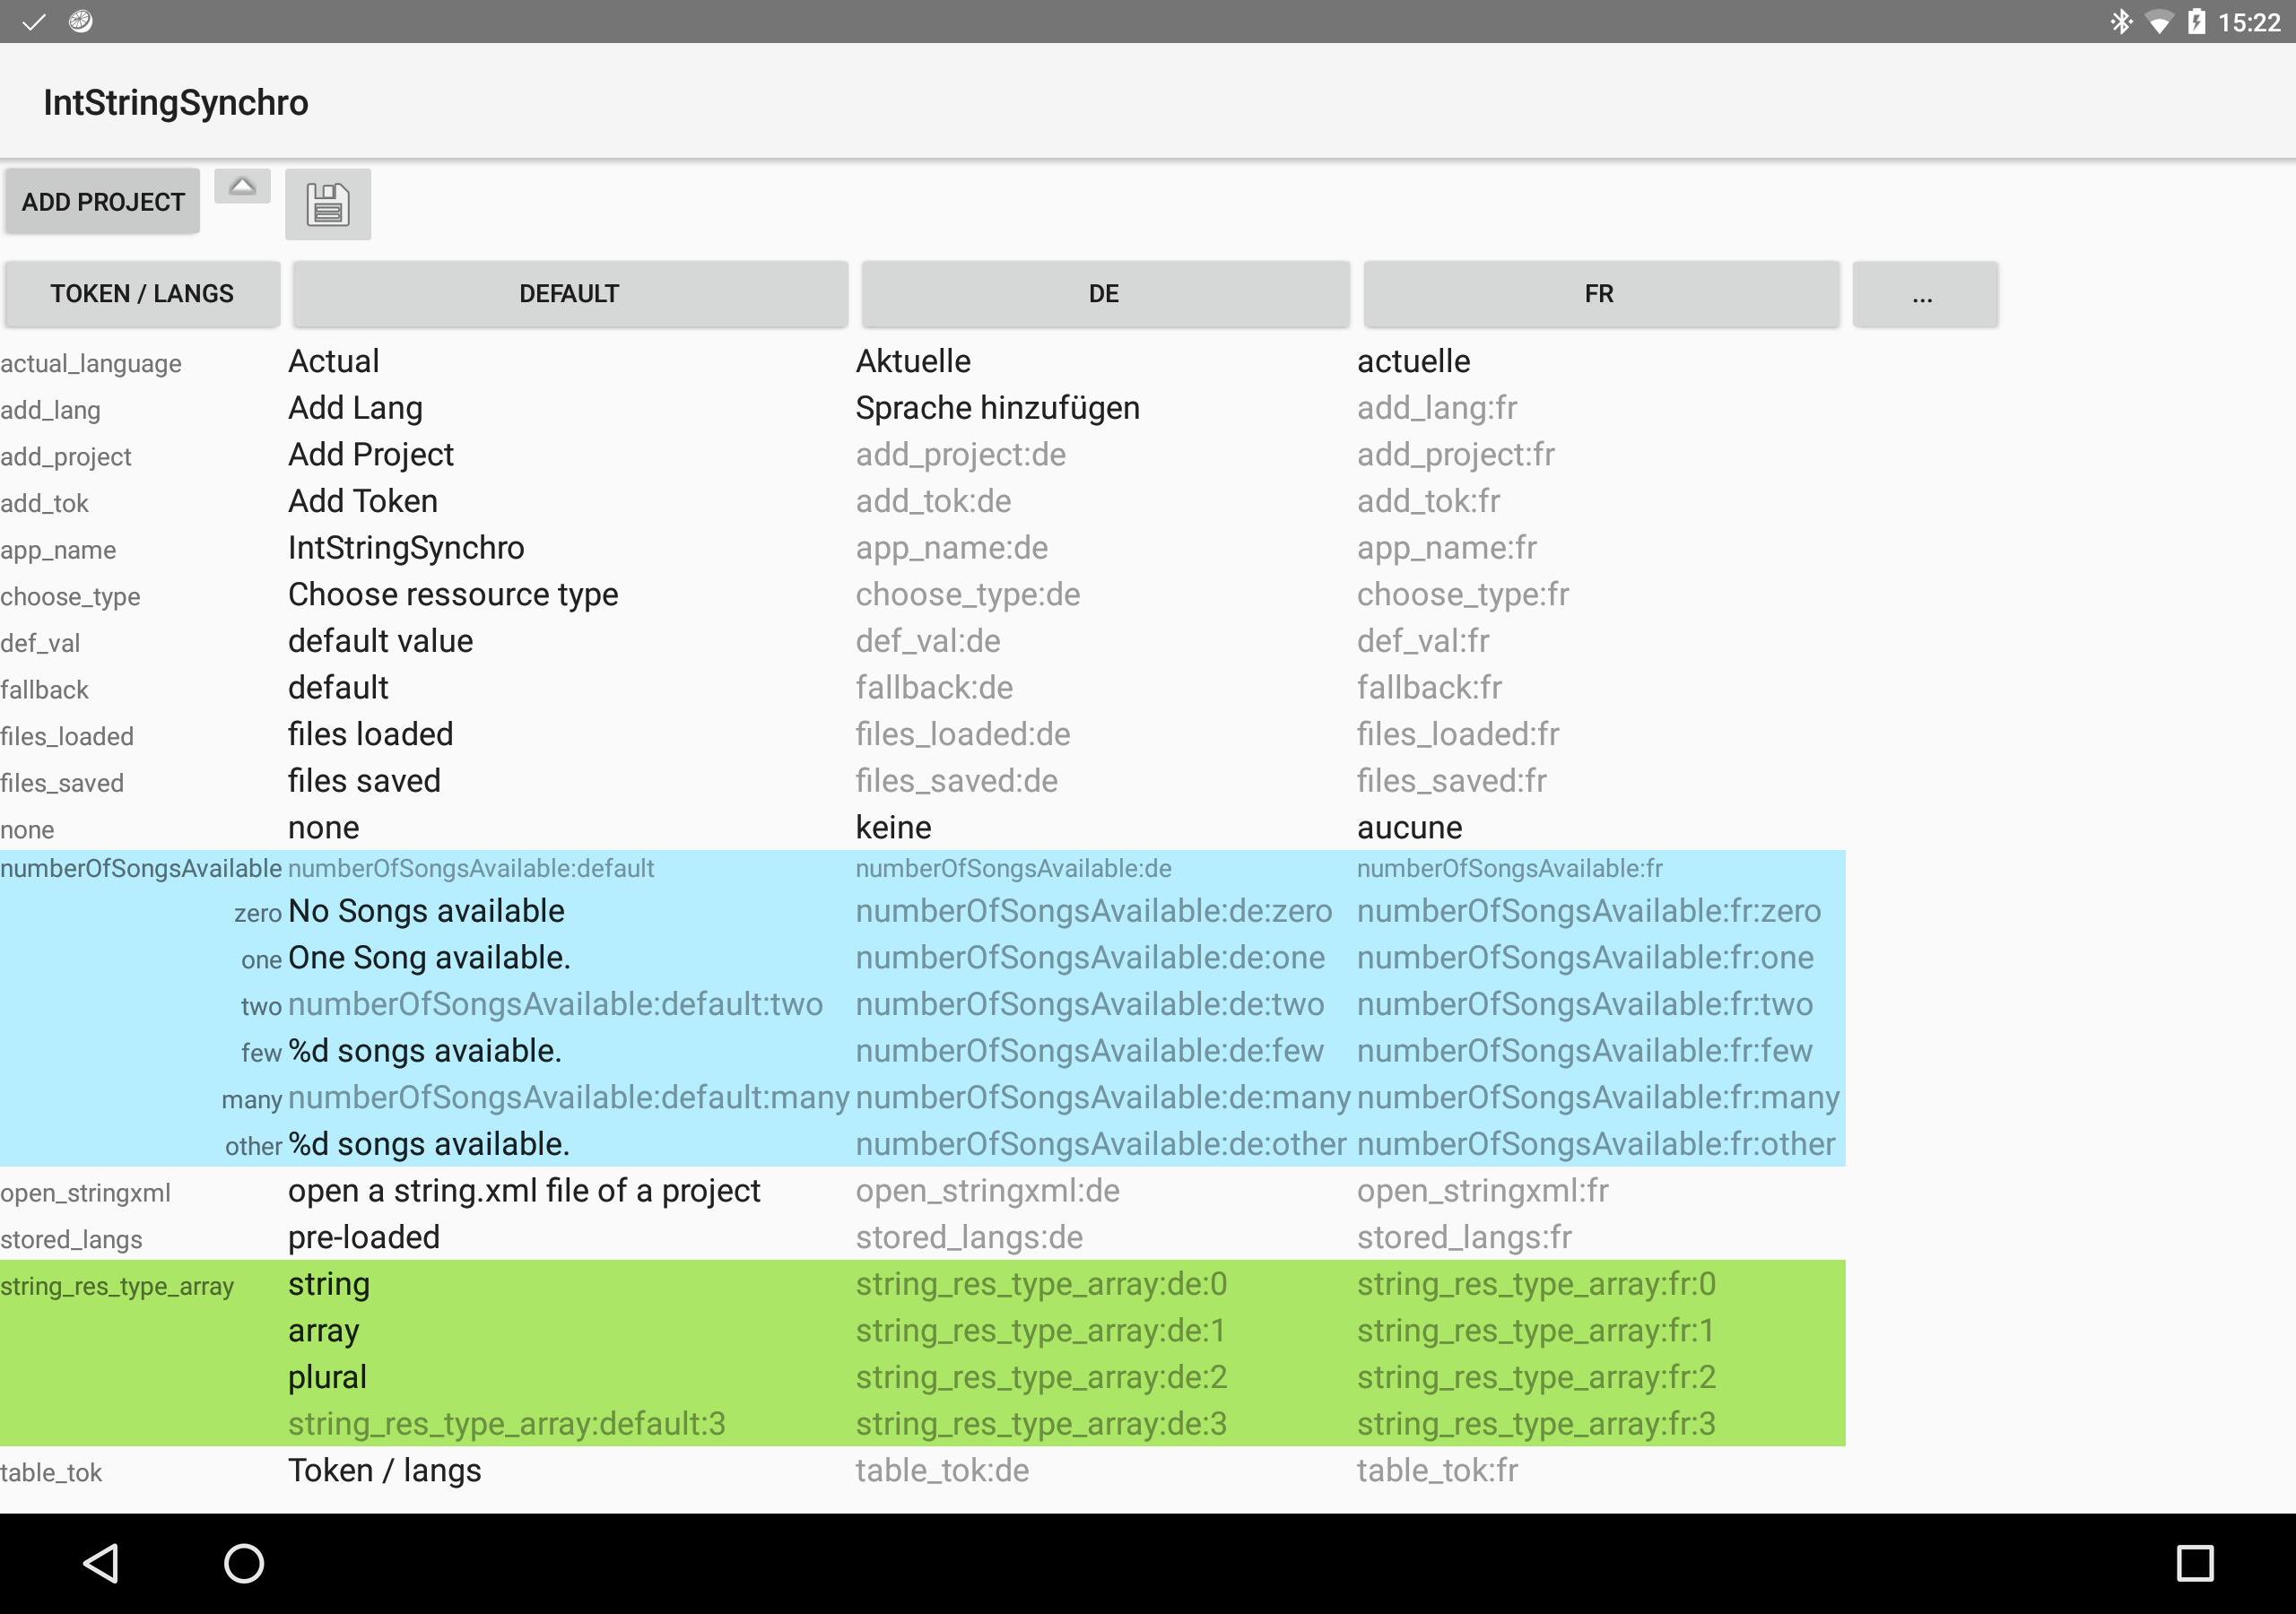 15:22
IntStringSynchro
ADD PROJECT
TOKEN / LANGS DEFAULT DE FR ...
actual_language Actual Aktuelle actuelle
add_lang Add Lang Sprache hinzufügen add_lang:fr
add_project Add Project add_project:de add_project:fr
add_tok Add Token add_tok:de add_tok:fr
app_name IntStringSynchro app_name:de app_name:fr
choose_type Choose ressource type choose_type:de choose_type:fr
def_val default value def_val:de def_val:fr
fallback default fallback:de fallback:fr
files_loaded files loaded files_loaded:de files_loaded:fr
files_saved files saved files_saved:de files_saved:fr
none none keine aucune
numberOfSongsAvailable numberOfSongsAvailable:default numberOfSongsAvailable:de numberOfSongsAvailable:fr
zero No Songs available numberOfSongsAvailable:de:zero numberOfSongsAvailable:fr:zero
one One Song available. numberOfSongsAvailable:de:one numberOfSongsAvailable:fr:one
two numberOfSongsAvailable:default:two numberOfSongsAvailable:de:two numberOfSongsAvailable:fr:two
few %d songs avaiable. numberOfSongsAvailable:de:few numberOfSongsAvailable:fr:few
many numberOfSongsAvailable:default:many numberOfSongsAvailable:de:many numberOfSongsAvailable:fr:many
other %d songs available. numberOfSongsAvailable:de:other numberOfSongsAvailable:fr:other
open_stringxml open a string.xml file of a project open_stringxml:de open_stringxml:fr
stored_langs pre-loaded stored_langs:de stored_langs:fr
string_res_type_array string string_res_type_array:de:0 string_res_type_array:fr:0
array string_res_type_array:de:1 string_res_type_array:fr:1
plural string_res_type_array:de:2 string_res_type_array:fr:2
string_res_type_array:default:3 string_res_type_array:de:3 string_res_type_array:fr:3
table_tok Token / langs table_tok:de table_tok:fr